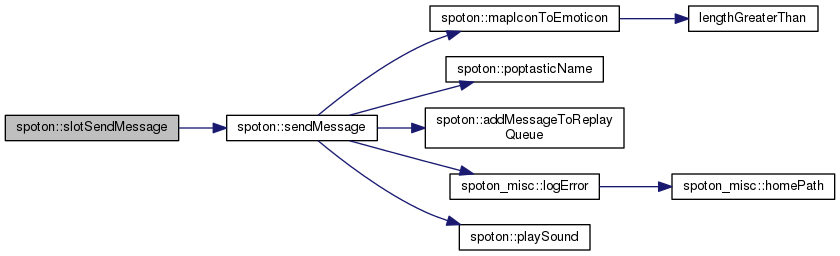 spoton::slotSendMessage
spoton::sendMessage
spoton::mapIconToEmoticon
lengthGreaterThan
spoton::poptasticName
spoton::addMessageToReplay
Queue
spoton_misc::logError
spoton_misc::homePath
spoton::playSound